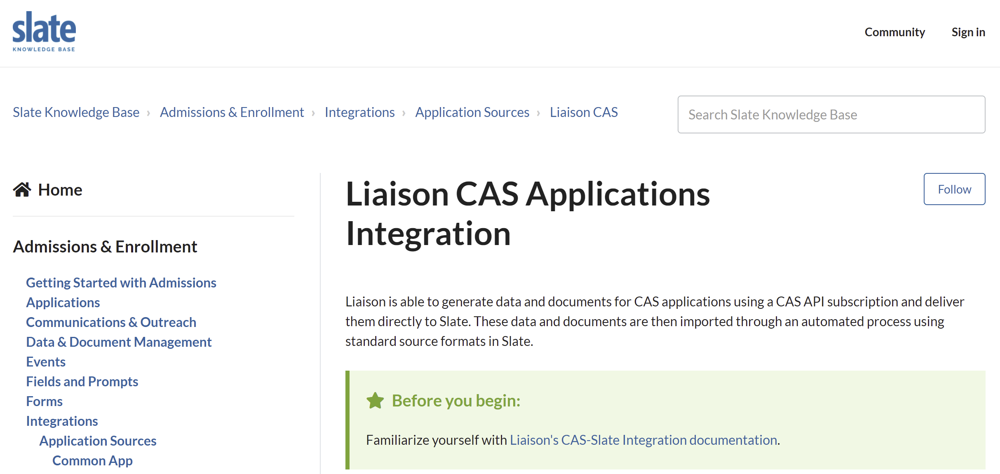 slate
KNOWLEDGE BASE
Community
Sign in
Slate Knowledge Base › Admissions & Enrollment › Integrations › Application Sources › Liaison CAS
Search Slate Knowledge Base
Home
Admissions & Enrollment
Getting Started with Admissions
Applications
Communications & Outreach
Data & Document Management
Events
Fields and Prompts
Forms
Integrations
Application Sources
Common App
Liaison CAS Applications
Integration
Follow
Liaison is able to generate data and documents for CAS applications using a CAS API subscription and deliver
them directly to Slate. These data and documents are then imported through an automated process using
standard source formats in Slate.
Before you begin:
Familiarize yourself with Liaison's CAS-Slate Integration documentation.